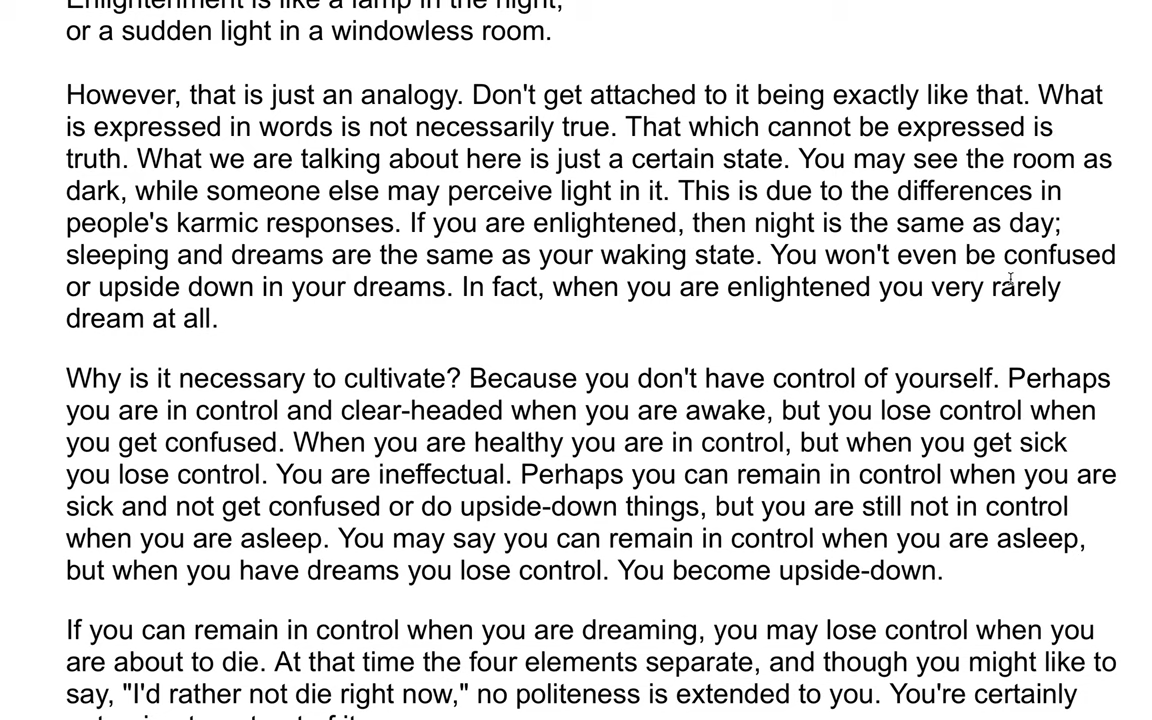 Enlightenment is like a lamp in the night,
or a sudden light in a windowless room.
However, that is just an analogy. Don't get attached to it being exactly like that. What
is expressed in words is not necessarily true. That which cannot be expressed is
truth. What we are talking about here is just a certain state. You may see the room as
dark, while someone else may perceive light in it. This is due to the differences in
people's karmic responses. If you are enlightened, then night is the same as day;
sleeping and dreams are the same as your waking state. You won't even be confused
or upside down in your dreams. In fact, when you are enlightened you very rarely
dream at all.
Why is it necessary to cultivate? Because you don't have control of yourself. Perhaps
you are in control and clear-headed when you are awake, but you lose control when
you get confused. When you are healthy you are in control, but when you get sick
you lose control. You are ineffectual. Perhaps you can remain in control when you are
sick and not get confused or do upside-down things, but you are still not in control
when you are asleep. You may say you can remain in control when you are asleep,
but when you have dreams you lose control. You become upside-down.
If you can remain in control when you are dreaming, you may lose control when you
are about to die. At that time the four elements separate, and though you might like to
say, "I'd rather not die right now," no politeness is extended to you. You're certainly